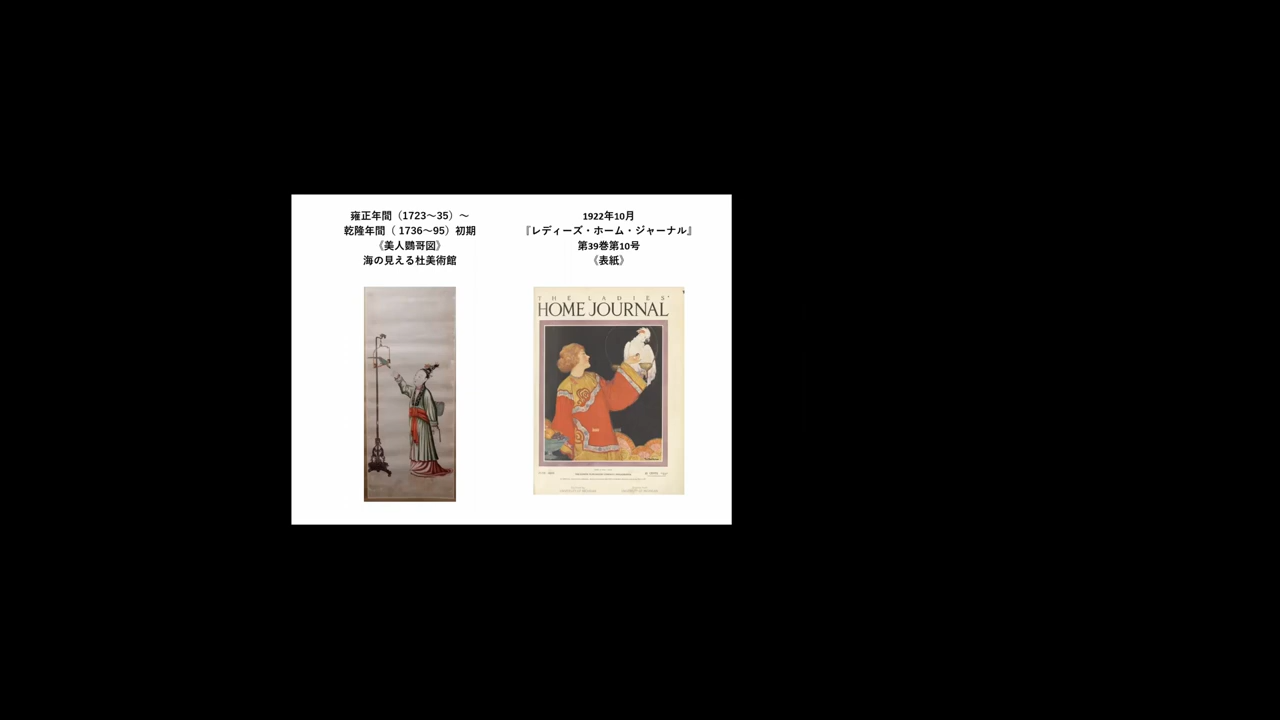 雍正年間（1723～35）～
乾隆年間（ 1736～95）初期
《美人鸚哥図》
海の見える杜美術館
1922年10月
『レディーズ・ホーム・ジャーナル』
第39巻第10号
《表紙》
THE LADIES'
HOME JOURNAL